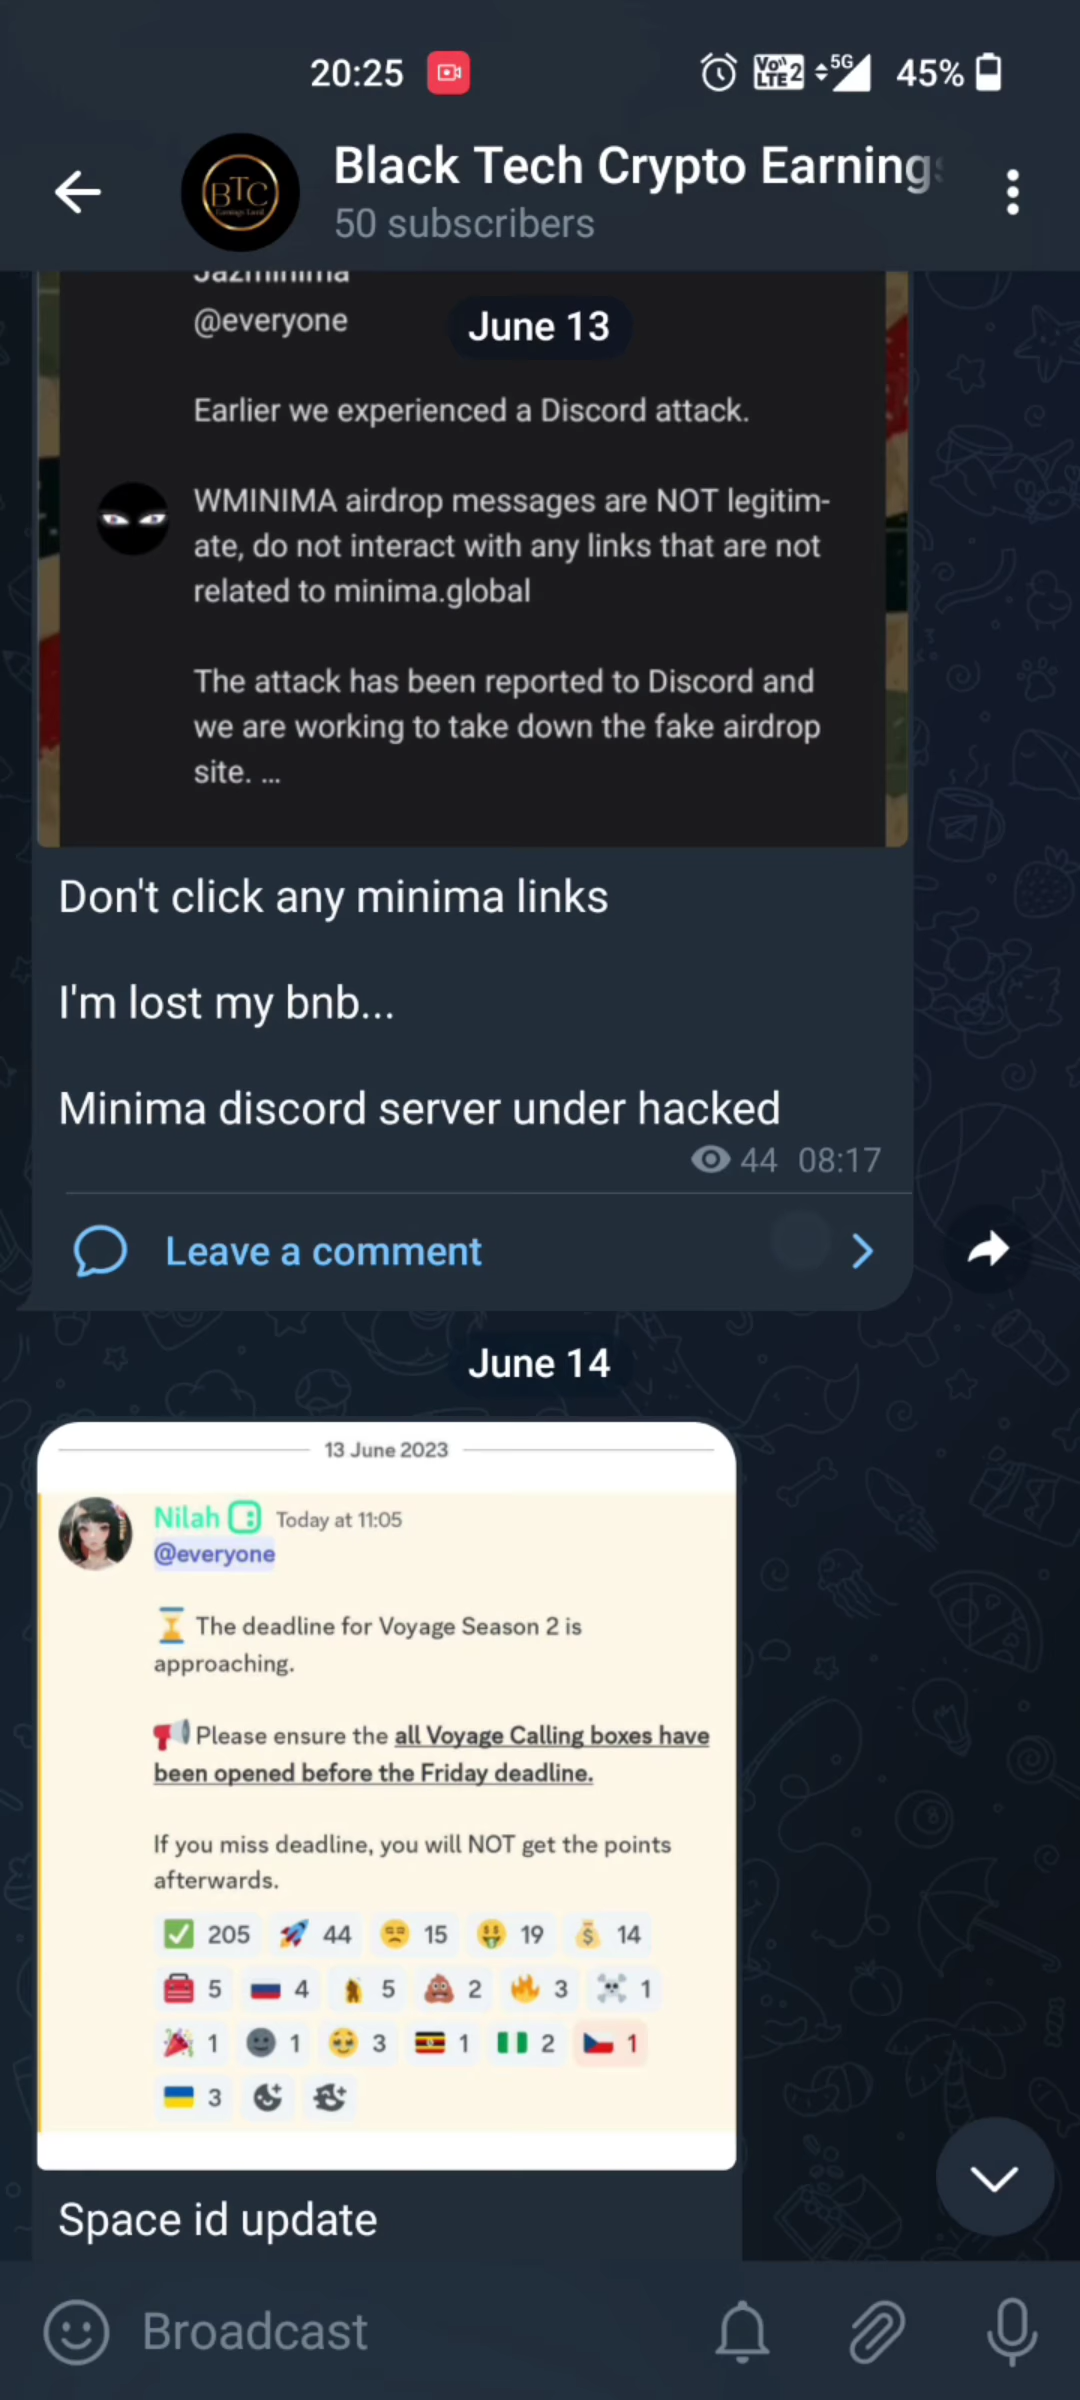 20:25
Vo)) LTE2
5G
45%
BTC
Black Tech Crypto Earnings
50 subscribers
Jazminima
@everyone
June 13
Earlier we experienced a Discord attack.
WMINIMA airdrop messages are NOT legitim-
ate, do not interact with any links that are not
related to minima.global
The attack has been reported to Discord and
we are working to take down the fake airdrop
site. ...
Don't click any minima links
I'm lost my bnb...
Minima discord server under hacked
44 08:17
Leave a comment
June 14
13 June 2023
Nilah Today at 11:05
@everyone
The deadline for Voyage Season 2 is
approaching.
Please ensure the all Voyage Calling boxes have
been opened before the Friday deadline.
If you miss deadline, you will NOT get the points
afterwards.
205 44 15 19 14
5 4 5 2 3 1
1 1 3 1 2 1
3
Space id update
Broadcast